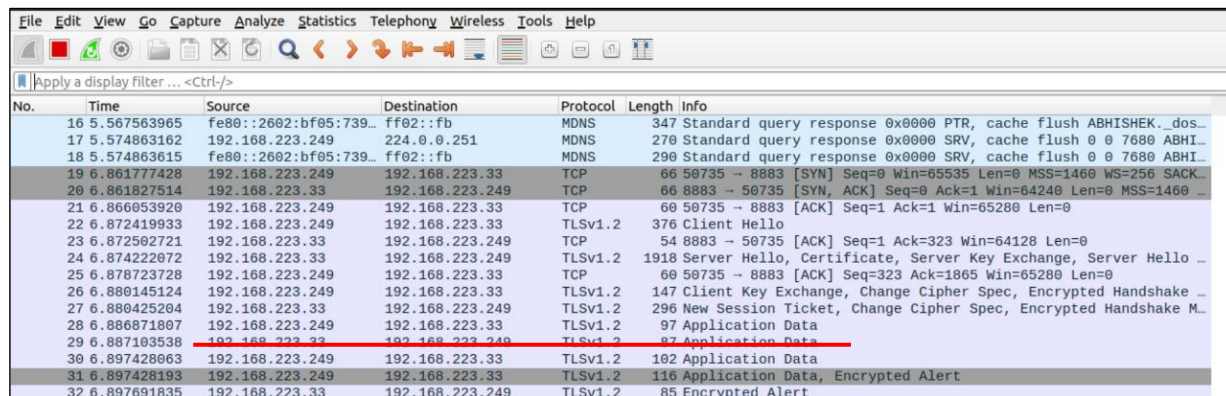 File Edit View Go Capture Analyze Statistics Telephony Wireless Tools Help
Apply a display filter ... <Ctrl-/>
No. Time Source Destination Protocol Length Info
16 5.567563965 fe80::2602:bf05:739… ff02::fb MDNS 347 Standard query response 0x0000 PTR, cache flush ABHISHEK._dos…
17 5.574863162 192.168.223.249 224.0.0.251 MDNS 270 Standard query response 0x0000 SRV, cache flush 0 0 7680 ABHI…
18 5.574863615 fe80::2602:bf05:739… ff02::fb MDNS 290 Standard query response 0x0000 SRV, cache flush 0 0 7680 ABHI…
19 6.861777428 192.168.223.249 192.168.223.33 TCP 66 50735 → 8883 [SYN] Seq=0 Win=65535 Len=0 MSS=1460 WS=256 SACK…
20 6.861827514 192.168.223.33 192.168.223.249 TCP 66 8883 → 50735 [SYN, ACK] Seq=0 Ack=1 Win=64240 Len=0 MSS=1460 …
21 6.866053920 192.168.223.249 192.168.223.33 TCP 60 50735 → 8883 [ACK] Seq=1 Ack=1 Win=65280 Len=0
22 6.872419933 192.168.223.249 192.168.223.33 TLSv1.2 376 Client Hello
23 6.872502721 192.168.223.33 192.168.223.249 TCP 54 8883 → 50735 [ACK] Seq=1 Ack=323 Win=64128 Len=0
24 6.874222072 192.168.223.33 192.168.223.249 TLSv1.2 1918 Server Hello, Certificate, Server Key Exchange, Server Hello …
25 6.878723728 192.168.223.249 192.168.223.33 TCP 60 50735 → 8883 [ACK] Seq=323 Ack=1865 Win=65280 Len=0
26 6.880145124 192.168.223.249 192.168.223.33 TLSv1.2 147 Client Key Exchange, Change Cipher Spec, Encrypted Handshake …
27 6.880425204 192.168.223.33 192.168.223.249 TLSv1.2 296 New Session Ticket, Change Cipher Spec, Encrypted Handshake M…
28 6.886871807 192.168.223.249 192.168.223.33 TLSv1.2 97 Application Data
29 6.887103538 192.168.223.33 192.168.223.249 TLSv1.2 87 Application Data
30 6.897428063 192.168.223.249 192.168.223.33 TLSv1.2 102 Application Data
31 6.897428193 192.168.223.249 192.168.223.33 TLSv1.2 116 Application Data, Encrypted Alert
32 6.897691835 192.168.223.33 192.168.223.249 TLSv1.2 85 Encrypted Alert